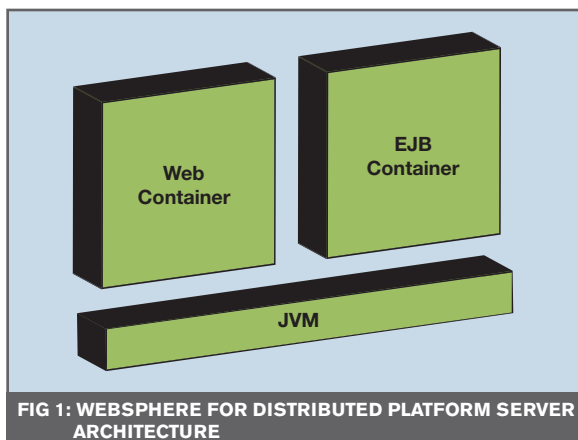 Web
Container
EJB
Container
JVM
FIG 1: WEBSPHERE FOR DISTRIBUTED PLATFORM SERVER
ARCHITECTURE